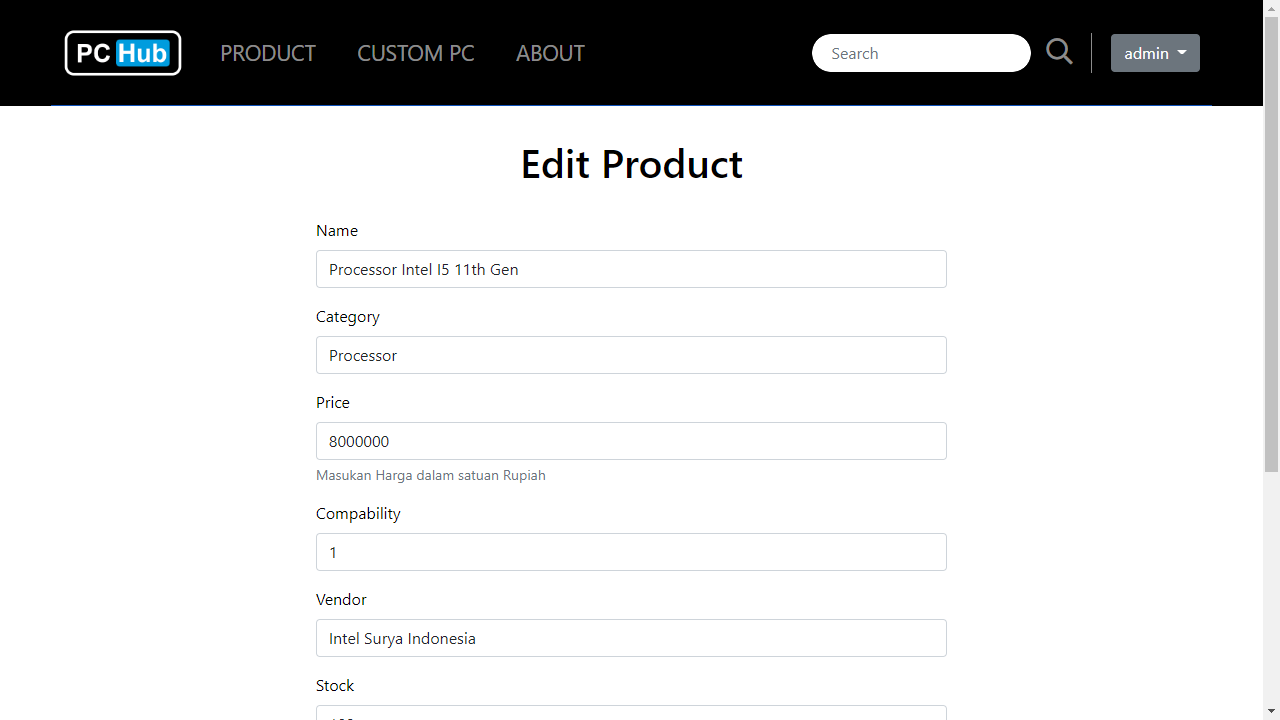 PC Hub
PRODUCT
CUSTOM PC
ABOUT
Search
admin
Edit Product
Name
Processor Intel I5 11th Gen
Category
Processor
Price
8000000
Masukan Harga dalam satuan Rupiah
Compability
1
Vendor
Intel Surya Indonesia
Stock